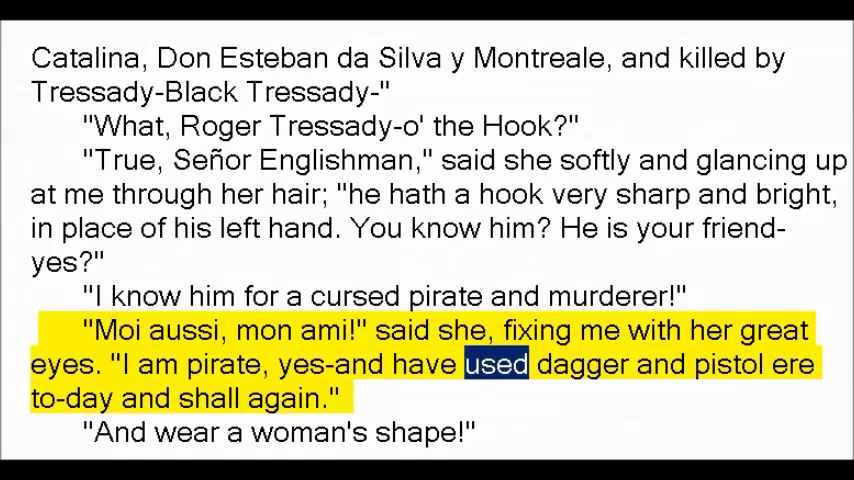 Catalina, Don Esteban da Silva y Montreale, and killed by
Tressady-Black Tressady-"
"What, Roger Tressady-o' the Hook?"
"True, Señor Englishman," said she softly and glancing up
at me through her hair; "he hath a hook very sharp and bright,
in place of his left hand. You know him? He is your friend-
yes?"
"I know him for a cursed pirate and murderer!"
"Moi aussi, mon ami!" said she, fixing me with her great
eyes. "I am pirate, yes-and have used dagger and pistol ere
to-day and shall again."
"And wear a woman's shape!"